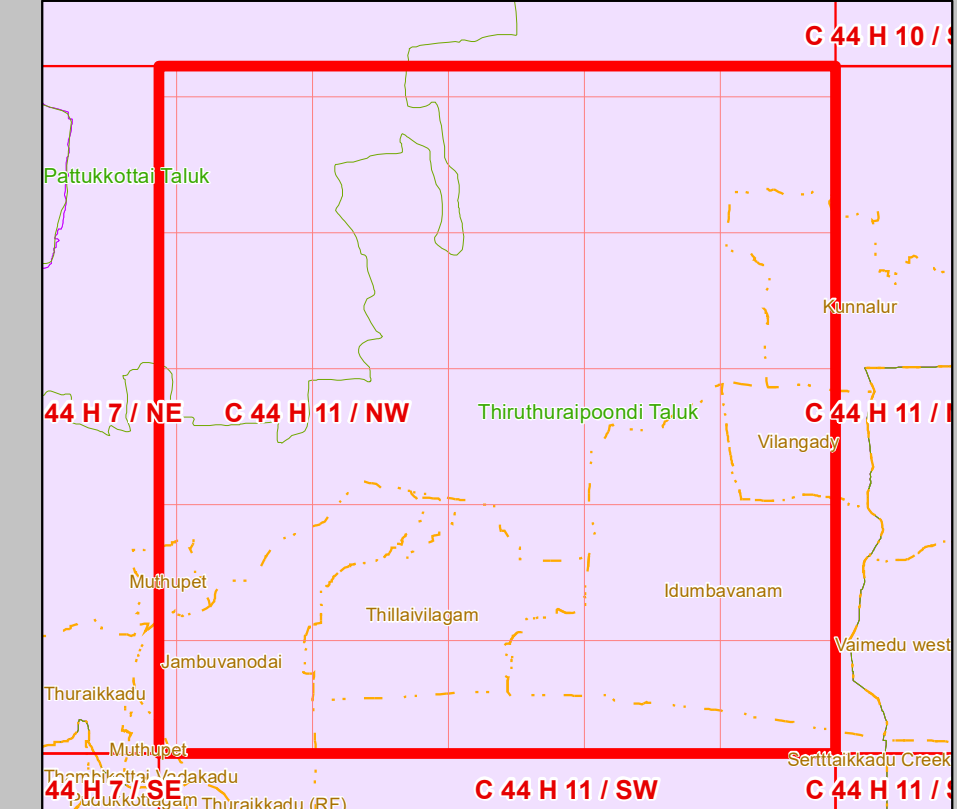 C 44 H 10 / S
Pattukkottai Taluk
Kunnalur
44 H 7 / NE
C 44 H 11 / NW
Thiruthuraipoondi Taluk
C 44 H 11 /
Vilangady
Muthupet
Idumbavanam
Thillaivilagam
Vaimedu west
Jambuvanodai
Thuraikkadu
Muthupet
Serttaikkadu Creek
Thambikottai Vadakadu
44 H 7 / SE
C 44 H 11 / SW
C 44 H 11 / S
Pudukkottagam
Thuraikkadu (RF)